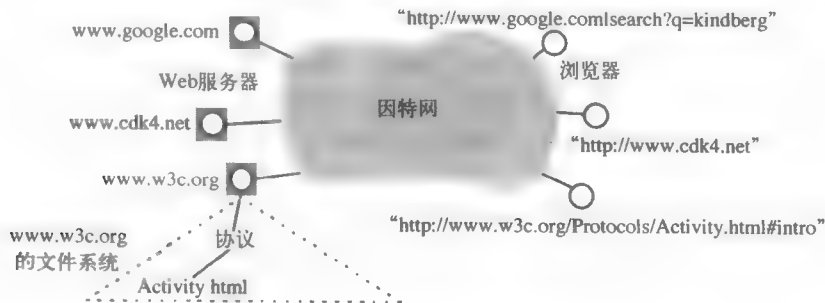 "http://www.google.comlsearch?q=kindberg"
www.google.com
Web服务器
浏览器
因特网
www.cdk4.net
"http://www.cdk4.net"
www.w3c.org
"http://www.w3c.org/Protocols/Activity.html#intro"
www.w3c.org
的文件系统
协议
Activity html